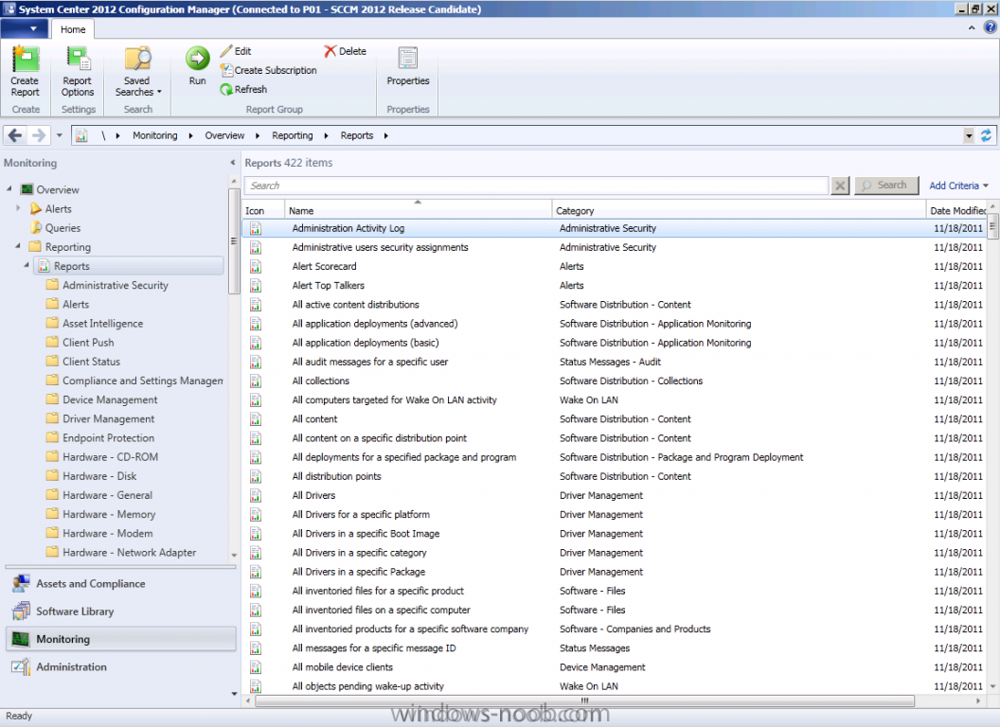 System Center 2012 Configuration Manager (Connected to P01 - SCCM 2012 Release Candidate)
Home
Create Report
Report Options
Saved Searches
Run
Edit
Create Subscription
Refresh
Delete
Properties
Create
Settings
Search
Report Group
Properties
\ Monitoring Overview Reporting Reports
Monitoring
Overview
Alerts
Queries
Reporting
Reports
Administrative Security
Alerts
Asset Intelligence
Client Push
Client Status
Compliance and Settings Managem
Device Management
Driver Management
Endpoint Protection
Hardware - CD-ROM
Hardware - Disk
Hardware - General
Hardware - Memory
Hardware - Modem
Hardware - Network Adapter
Assets and Compliance
Software Library
Monitoring
Administration
Reports 422 items
Search Search Add Criteria
Icon Name Category Date Modified
Administration Activity Log Administrative Security 11/18/2011
Administrative users security assignments Administrative Security 11/18/2011
Alert Scorecard Alerts 11/18/2011
Alert Top Talkers Alerts 11/18/2011
All active content distributions Software Distribution - Content 11/18/2011
All application deployments (advanced) Software Distribution - Application Monitoring 11/18/2011
All application deployments (basic) Software Distribution - Application Monitoring 11/18/2011
All audit messages for a specific user Status Messages - Audit 11/18/2011
All collections Software Distribution - Collections 11/18/2011
All computers targeted for Wake On LAN activity Wake On LAN 11/18/2011
All content Software Distribution - Content 11/18/2011
All content on a specific distribution point Software Distribution - Content 11/18/2011
All deployments for a specified package and program Software Distribution - Package and Program Deployment 11/18/2011
All distribution points Software Distribution - Content 11/18/2011
All Drivers Driver Management 11/18/2011
All Drivers for a specific platform Driver Management 11/18/2011
All Drivers in a specific Boot Image Driver Management 11/18/2011
All Drivers in a specific category Driver Management 11/18/2011
All Drivers in a specific Package Driver Management 11/18/2011
All inventoried files for a specific product Software - Files 11/18/2011
All inventoried files on a specific computer Software - Files 11/18/2011
All inventoried products for a specific software company Software - Companies and Products 11/18/2011
All messages for a specific message ID Status Messages 11/18/2011
All mobile device clients Device Management 11/18/2011
All objects pending wake-up activity Wake On LAN 11/18/2011
Ready
windows-noob.com